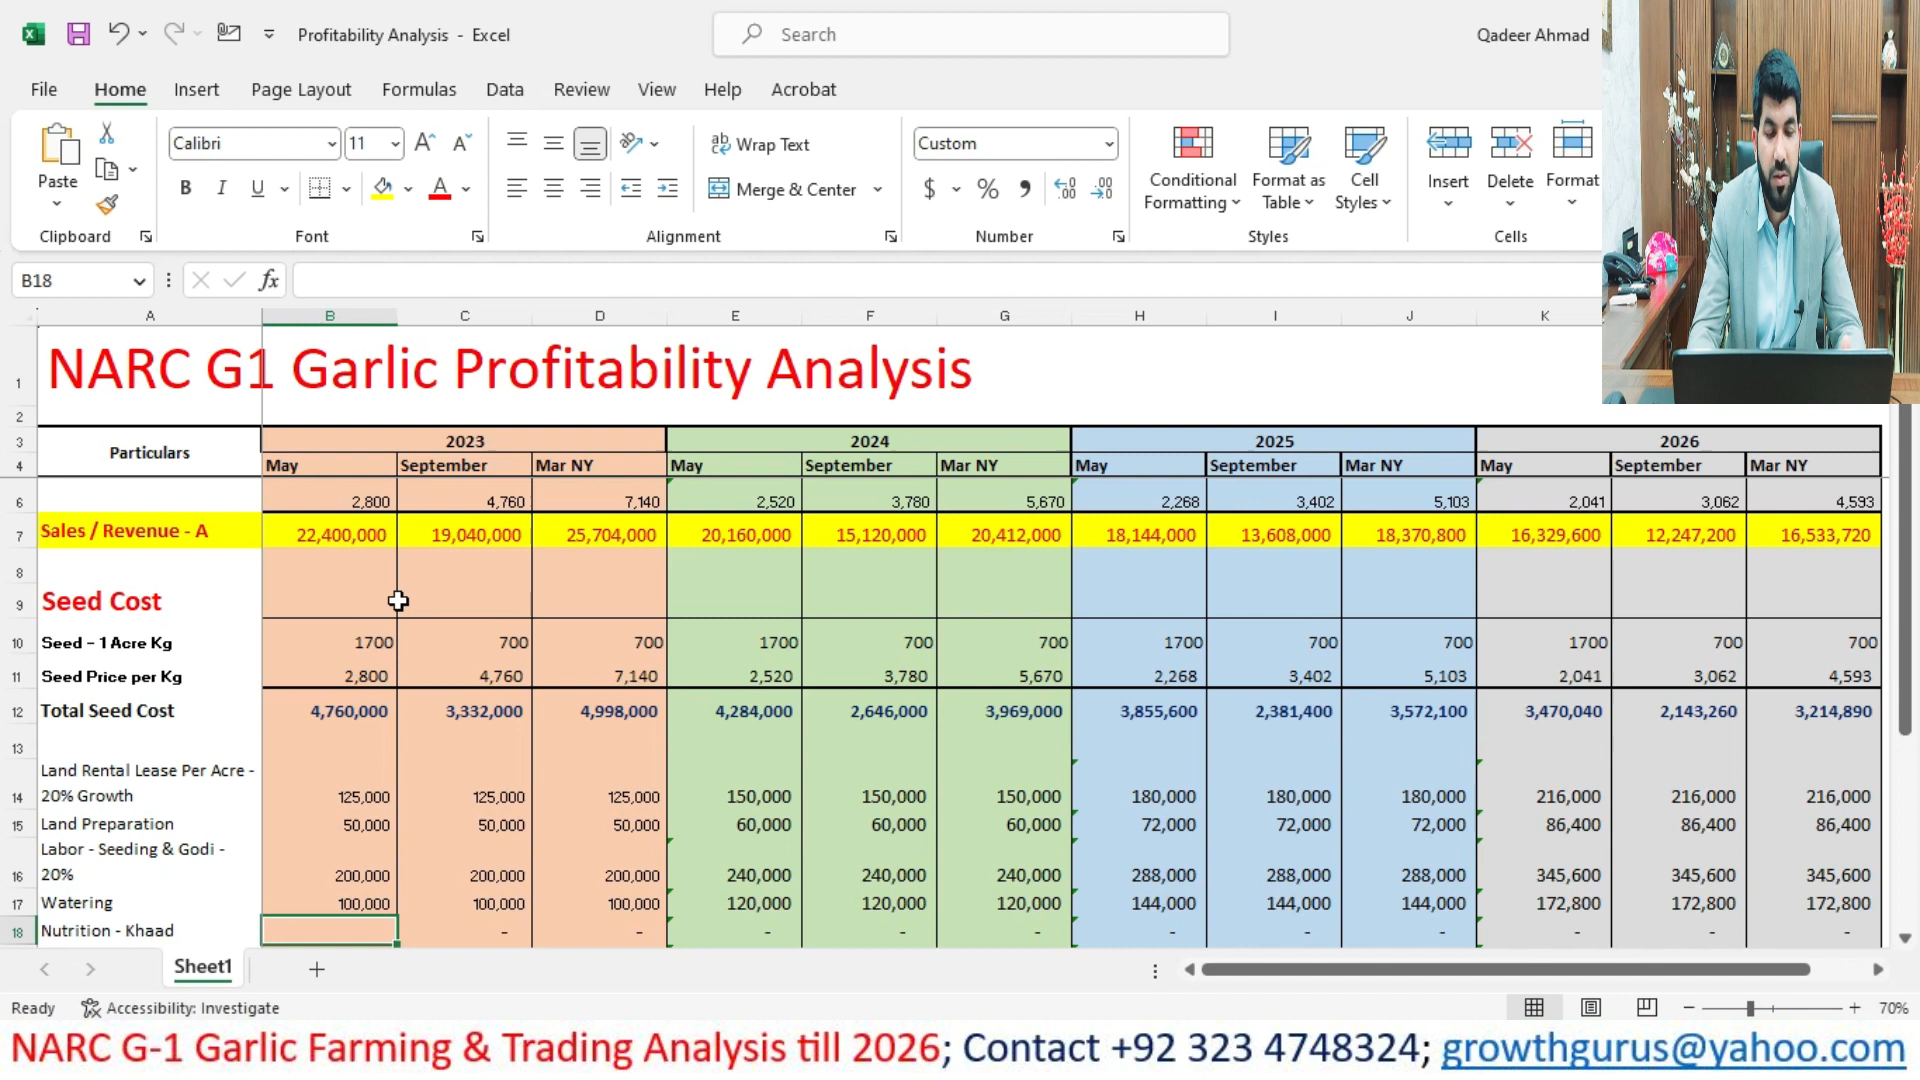 Profitability Analysis - Excel
Search
Qadeer Ahmad
File Home Insert Page Layout Formulas Data Review View Help Acrobat
Paste
Clipboard
Calibri 11
B I U A
Font
Wrap Text
Merge & Center
Alignment
Custom
$ % ,
Number
Conditional Formatting
Format as Table
Cell Styles
Styles
Insert Delete Format
Cells
B18 fx
A B C D E F G H I J K
1 NARC G1 Garlic Profitability Analysis
2
3 Particulars 2023 2024 2025 2026
4 May September Mar NY May September Mar NY May September Mar NY May September Mar NY
6 2,800 4,760 7,140 2,520 3,780 5,670 2,268 3,402 5,103 2,041 3,062 4,593
7 Sales / Revenue - A 22,400,000 19,040,000 25,704,000 20,160,000 15,120,000 20,412,000 18,144,000 13,608,000 18,370,800 16,329,600 12,247,200 16,533,720
8
9 Seed Cost
10 Seed - 1 Acre Kg 1700 700 700 1700 700 700 1700 700 700 1700 700 700
11 Seed Price per Kg 2,800 4,760 7,140 2,520 3,780 5,670 2,268 3,402 5,103 2,041 3,062 4,593
12 Total Seed Cost 4,760,000 3,332,000 4,998,000 4,284,000 2,646,000 3,969,000 3,855,600 2,381,400 3,572,100 3,470,040 2,143,260 3,214,890
13
Land Rental Lease Per Acre -
14 20% Growth 125,000 125,000 125,000 150,000 150,000 150,000 180,000 180,000 180,000 216,000 216,000 216,000
15 Land Preparation 50,000 50,000 50,000 60,000 60,000 60,000 72,000 72,000 72,000 86,400 86,400 86,400
Labor - Seeding & Godi -
16 20% 200,000 200,000 200,000 240,000 240,000 240,000 288,000 288,000 288,000 345,600 345,600 345,600
17 Watering 100,000 100,000 100,000 120,000 120,000 120,000 144,000 144,000 144,000 172,800 172,800 172,800
18 Nutrition - Khaad - - - - - - - - - - -
Sheet1
Ready Accessibility: Investigate 70%
NARC G-1 Garlic Farming & Trading Analysis till 2026; Contact +92 323 4748324; growthgurus@yahoo.com